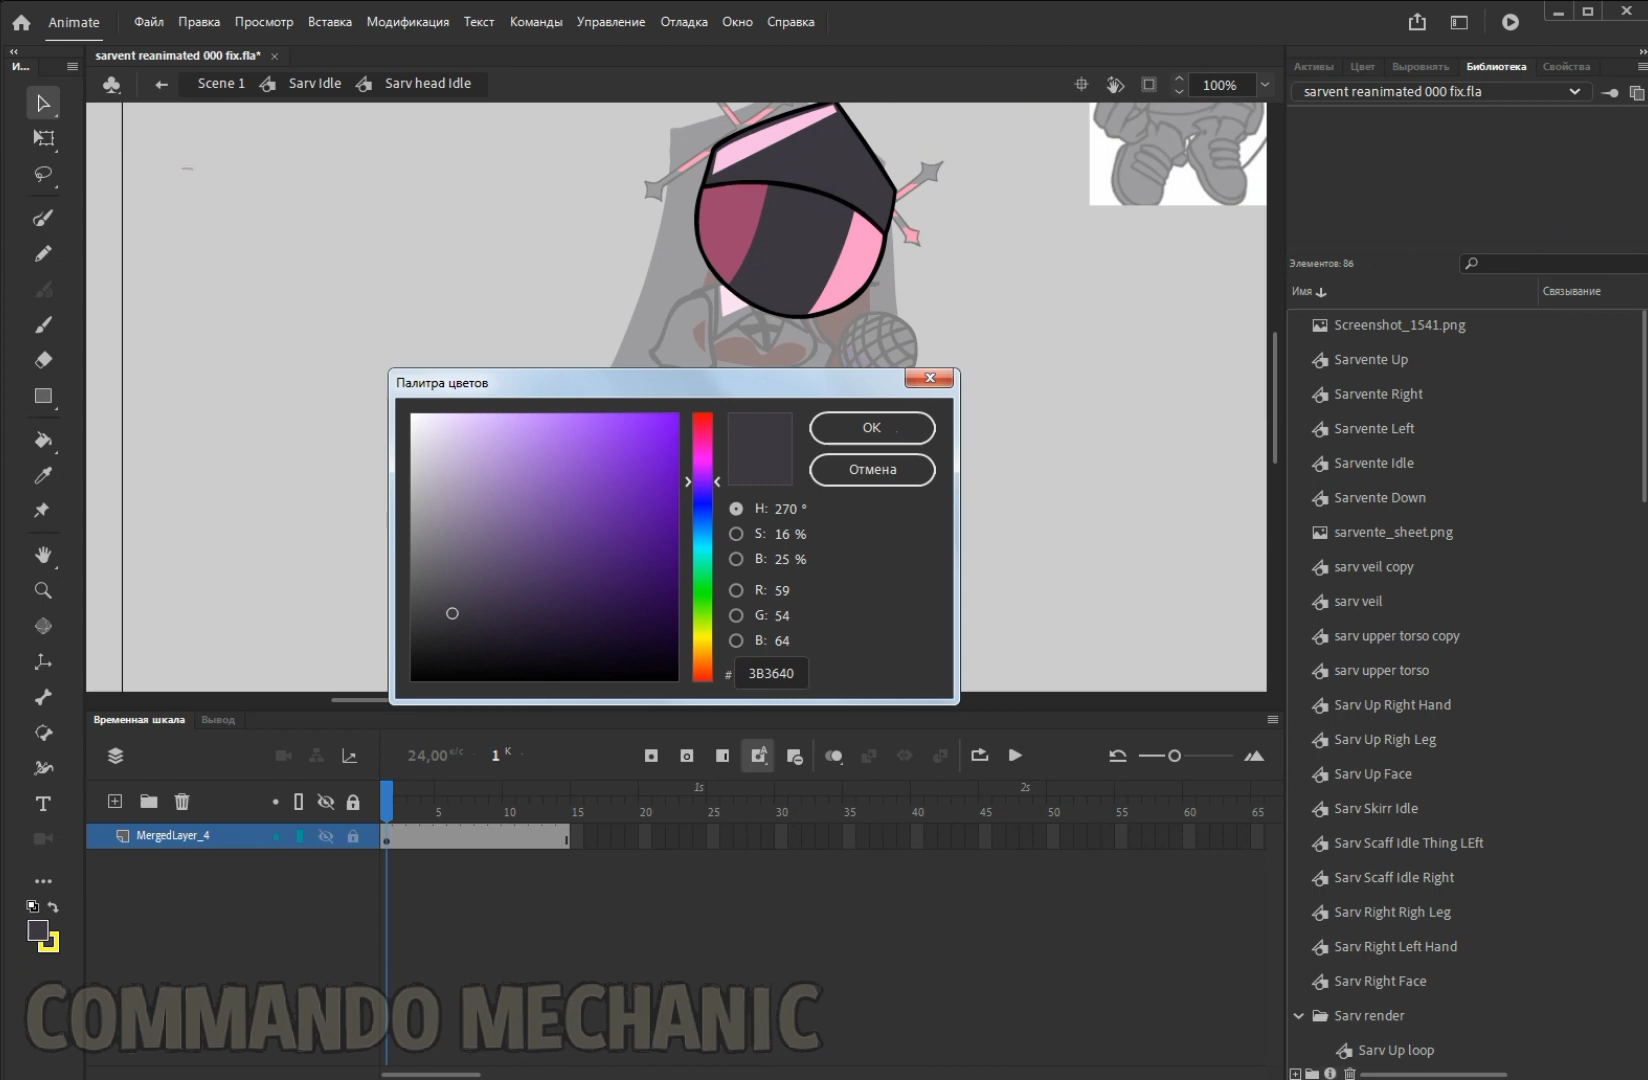 Animate
Файл
Правка
Просмотр
Вставка
Модификация
Текст
Команды
Управление
Отладка
Окно
Справка
И...
sarvent reanimated 000 fix.fla*
Scene 1
Sarv Idle
Sarv head Idle
100%
Активы
Цвет
Выровнять
Библиотека
Свойства
sarvent reanimated 000 fix.fla
Элементов: 86
Имя
Связывание
Screenshot_1541.png
Sarvente Up
Sarvente Right
Sarvente Left
Sarvente Idle
Sarvente Down
sarvente_sheet.png
sarv veil copy
sarv veil
sarv upper torso copy
sarv upper torso
Sarv Up Right Hand
Sarv Up Righ Leg
Sarv Up Face
Sarv Skirr Idle
Sarv Scaff Idle Thing LEft
Sarv Scaff Idle Right
Sarv Right Righ Leg
Sarv Right Left Hand
Sarv Right Face
Sarv render
Sarv Up loop
Палитра цветов
OK
Отмена
H: 270 °
S: 16 %
B: 25 %
R: 59
G: 54
B: 64
# 3B3640
Временная шкала
Вывод
24,00 к/с
1 К
1s
2s
5 10 15 20 25 30 35 40 45 50 55 60 65
MergedLayer_4
COMMANDO MECHANIC